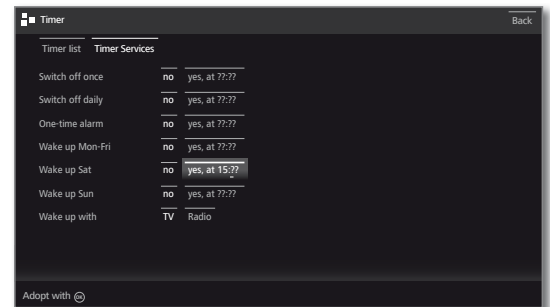 Timer Back
Timer list Timer Services
Switch off once no yes, at ??:??
Switch off daily no yes, at ??:??
One-time alarm no yes, at ??:??
Wake up Mon-Fri no yes, at ??:??
Wake up Sat no yes, at 15:??
Wake up Sun no yes, at ??:??
Wake up with TV Radio
Adopt with OK